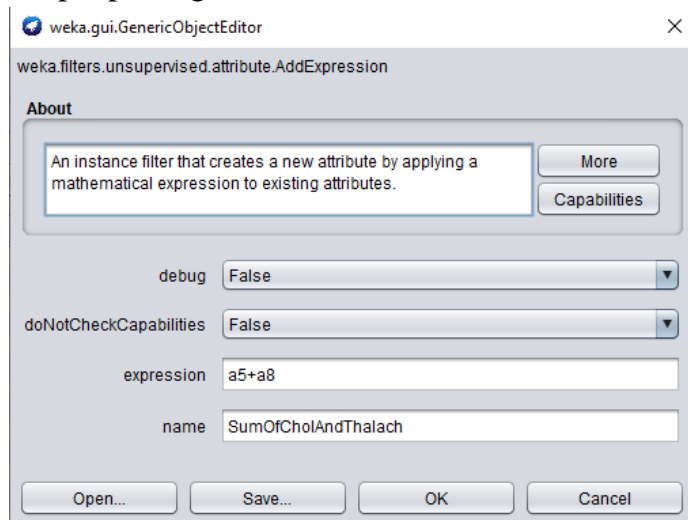 weka.gui.GenericObjectEditor
weka.filters.unsupervised.attribute.AddExpression
About
An instance filter that creates a new attribute by applying a
mathematical expression to existing attributes.
More
Capabilities
debug False
doNotCheckCapabilities False
expression a5+a8
name SumOfCholAndThalach
Open... Save... OK Cancel